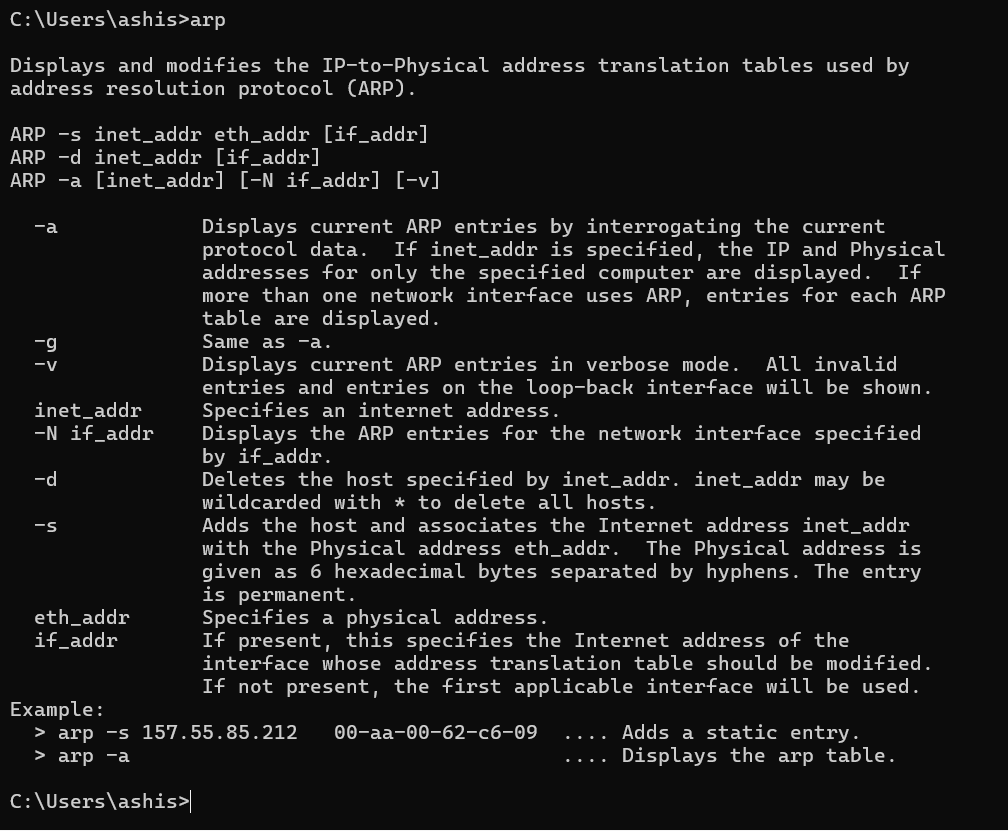 C:\Users\ashis>arp
Displays and modifies the IP-to-Physical address translation tables used by
address resolution protocol (ARP).
ARP -s inet_addr eth_addr [if_addr]
ARP -d inet_addr [if_addr]
ARP -a [inet_addr] [-N if_addr] [-v]
  -a            Displays current ARP entries by interrogating the current
                protocol data.  If inet_addr is specified, the IP and Physical
                addresses for only the specified computer are displayed.  If
                more than one network interface uses ARP, entries for each ARP
                table are displayed.
  -g            Same as -a.
  -v            Displays current ARP entries in verbose mode.  All invalid
                entries and entries on the loop-back interface will be shown.
  inet_addr     Specifies an internet address.
  -N if_addr    Displays the ARP entries for the network interface specified
                by if_addr.
  -d            Deletes the host specified by inet_addr. inet_addr may be
                wildcarded with * to delete all hosts.
  -s            Adds the host and associates the Internet address inet_addr
                with the Physical address eth_addr.  The Physical address is
                given as 6 hexadecimal bytes separated by hyphens. The entry
                is permanent.
  eth_addr      Specifies a physical address.
  if_addr       If present, this specifies the Internet address of the
                interface whose address translation table should be modified.
                If not present, the first applicable interface will be used.
Example:
  > arp -s 157.55.85.212   00-aa-00-62-c6-09  .... Adds a static entry.
  > arp -a                                    .... Displays the arp table.
C:\Users\ashis>